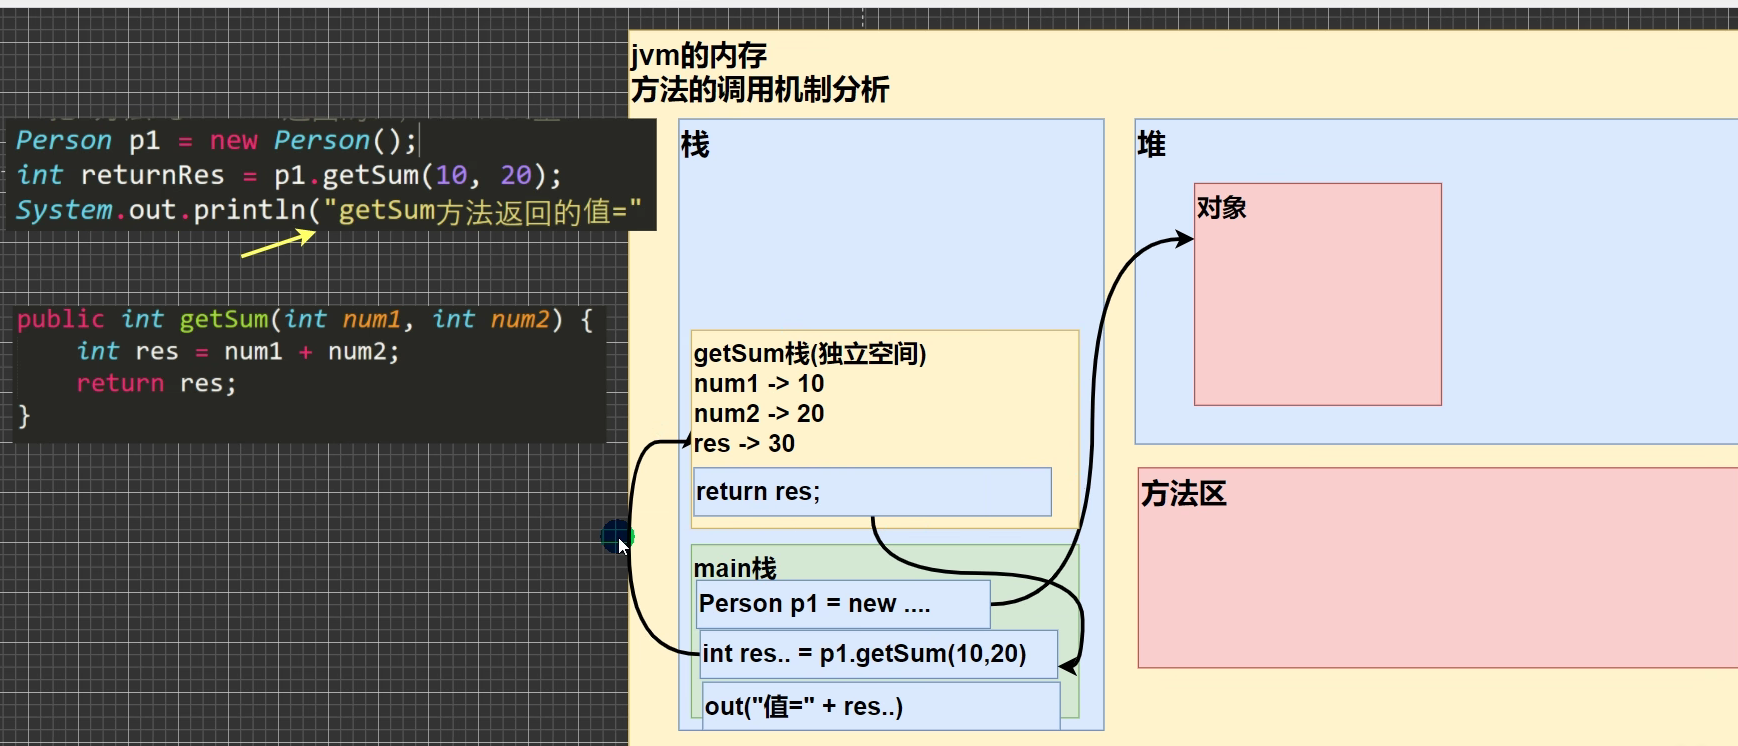 Person p1 = new Person();
int returnRes = p1.getSum(10, 20);
System.out.println("getSum方法返回的值="
public int getSum(int num1, int num2) {
int res = num1 + num2;
return res;
}
jvm的内存
方法的调用机制分析
栈
getSum栈(独立空间)
num1 -> 10
num2 -> 20
res -> 30
return res;
main栈
Person p1 = new ....
int res.. = p1.getSum(10,20)
out("值=" + res..)
堆
对象
方法区